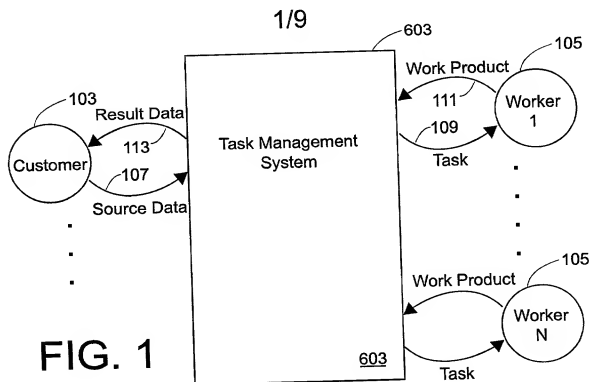 1/9
603
105
Work Product
111
Worker
1
109
Task
103
Result Data
113
Customer
107
Source Data
Task Management
System
Work Product
105
Worker
N
Task
603
FIG. 1